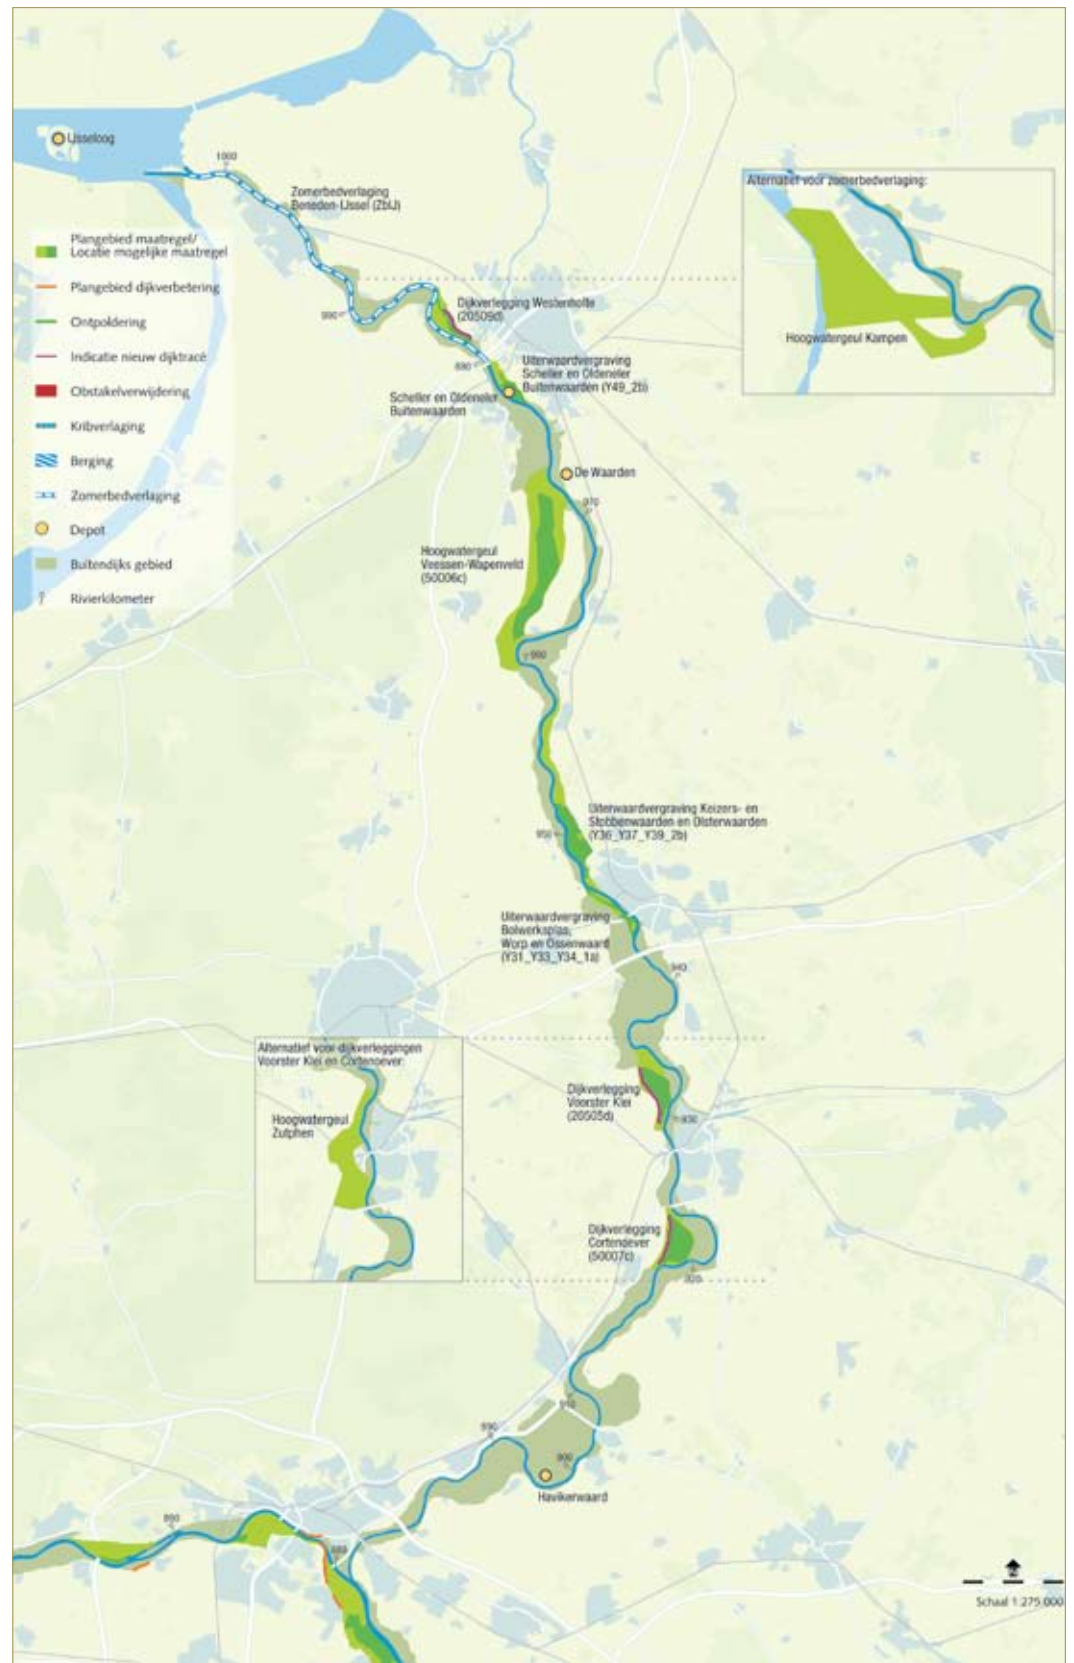 IJsseloog
1000
Zomerbedverlaging
Beneden-IJssel (ZbIJ)
Alternatief voor zomerbedverlaging:
Hoogwatergeul Kampen
Plangebied maatregel/
Locatie mogelijke maatregel
Plangebied dijkverbetering
Ontpoldering
Indicatie nieuw dijktracé
Obstakelverwijdering
Kribverlaging
Berging
Zomerbedverlaging
Depot
Buitendijks gebied
Rivierkilometer
990
Dijkverlegging Westenholte
(20509d)
980
Uiterwaardvergraving
Scheller en Oldeneler
Buitenwaarden (Y49_2b)
Scheller en Oldeneler
Buitenwaarden
De Waarden
970
Hoogwatergeul
Veessen-Wapenveld
(50006c)
960
Uiterwaardvergraving Keizers- en
Stobbenwaarden en Olsterwaarden
(Y36_Y37_Y39_2b)
950
Uiterwaardvergraving
Bolwerksplas,
Worp en Ossenwaard
(Y31_Y33_Y34_1a)
940
Alternatief voor dijkverleggingen
Voorster Klei en Cortenoever:
Hoogwatergeul
Zutphen
Dijkverlegging
Voorster Klei
(20505d)
930
Dijkverlegging
Cortenoever
(50007c)
920
910
890
900
Havikerwaard
Schaal 1:275.000